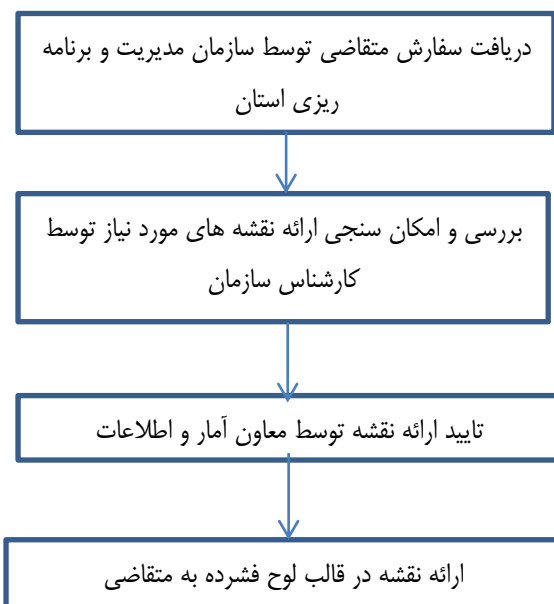 دریافت سفارش متقاضی توسط سازمان مدیریت و برنامه
ریزی استان
بررسی و امکان سنجی ارائه نقشه های مورد نیاز توسط
کارشناس سازمان
تایید ارائه نقشه توسط معاون آمار و اطلاعات
ارائه نقشه در قالب لوح فشرده به متقاضی